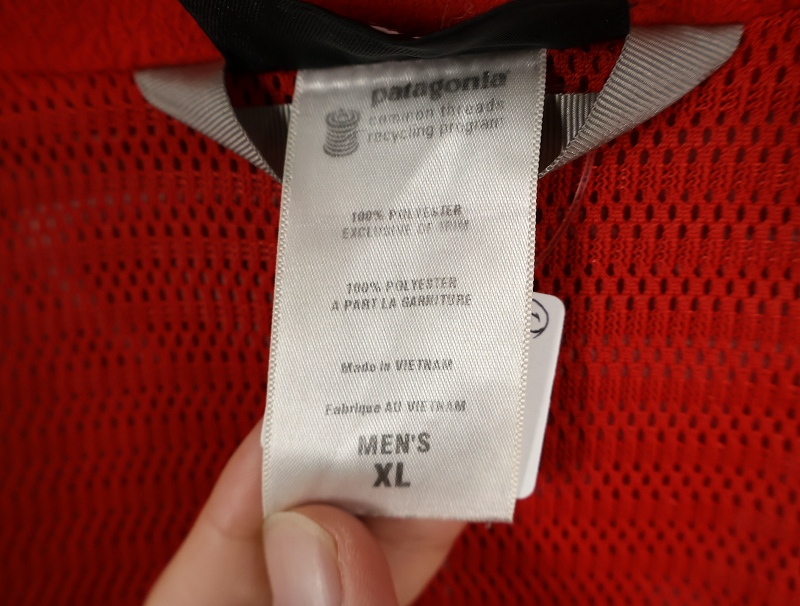 patagonia
common threads
recycling program
100% POLYESTER
EXCLUSIVE OF TRIM
100% POLYESTER
A PART LA GARNITURE
Made in VIETNAM
Fabrique AU VIETNAM
MEN'S
XL